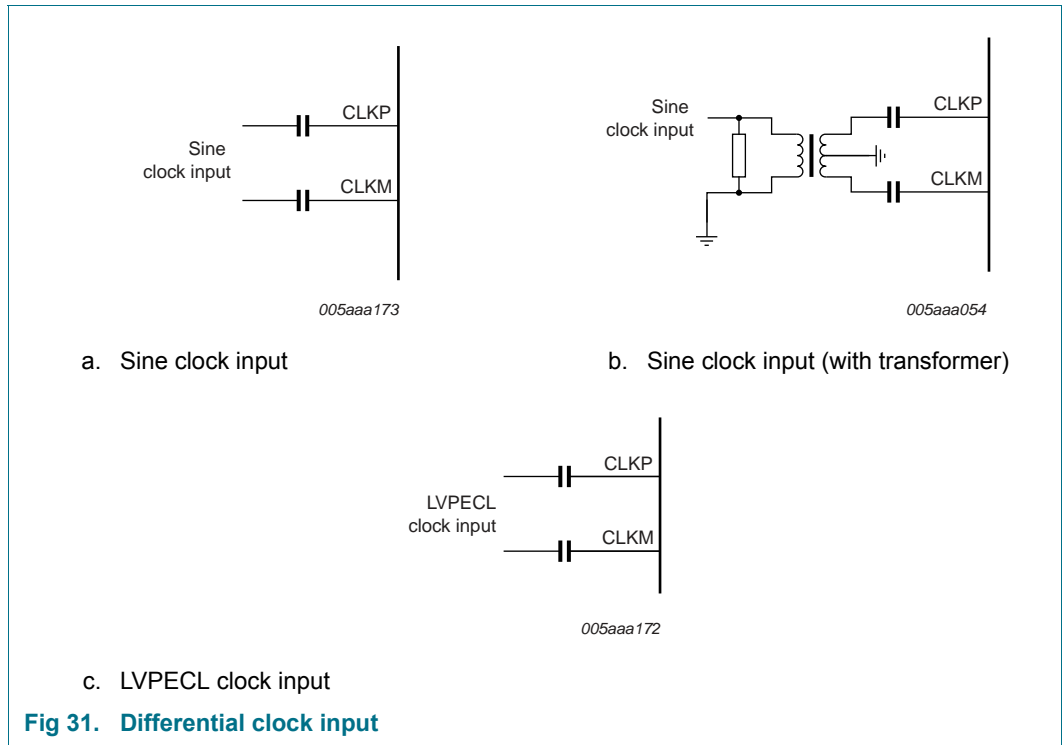 CLKP
Sine
clock input
CLKM
005aaa173
a. Sine clock input
Sine
clock input
CLKP
CLKM
005aaa054
b. Sine clock input (with transformer)
CLKP
LVPECL
clock input
CLKM
005aaa172
c. LVPECL clock input
Fig 31. Differential clock input